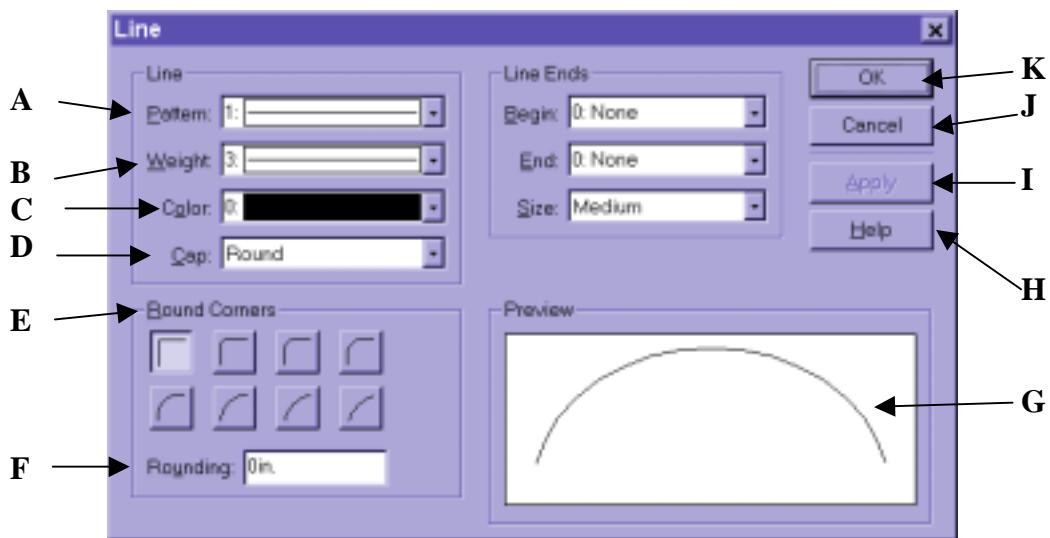 Line
Line
A
Pattern: 1:
B
Weight: 3:
C
Color: 0:
D
Cap: Round
Line Ends
Begin: 0: None
End: 0: None
Size: Medium
OK
K
Cancel
J
Apply
I
Help
H
E
Round Corners
F
Rounding: 0in.
Preview
G